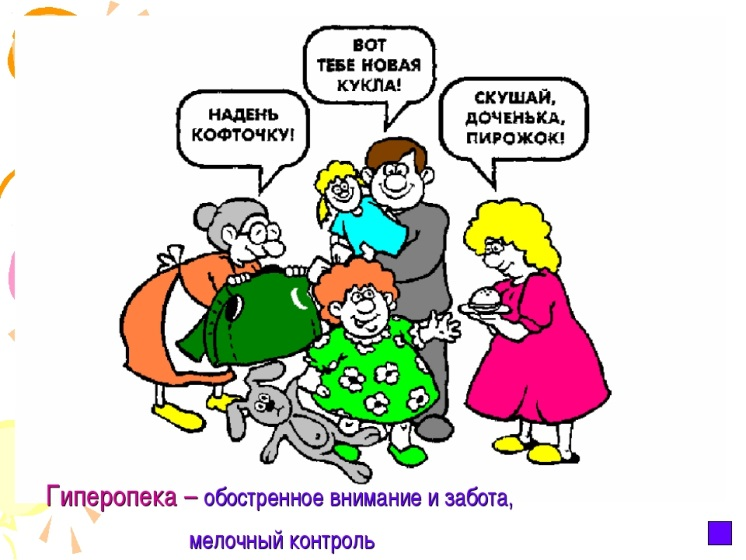 НАДЕНЬ
КОФТОЧКУ!
ВОТ
ТЕБЕ НОВАЯ
КУКЛА!
СКУШАЙ,
ДОЧЕНЬКА,
ПИРОЖОК!
Гиперопека – обостренное внимание и забота,
мелочный контроль